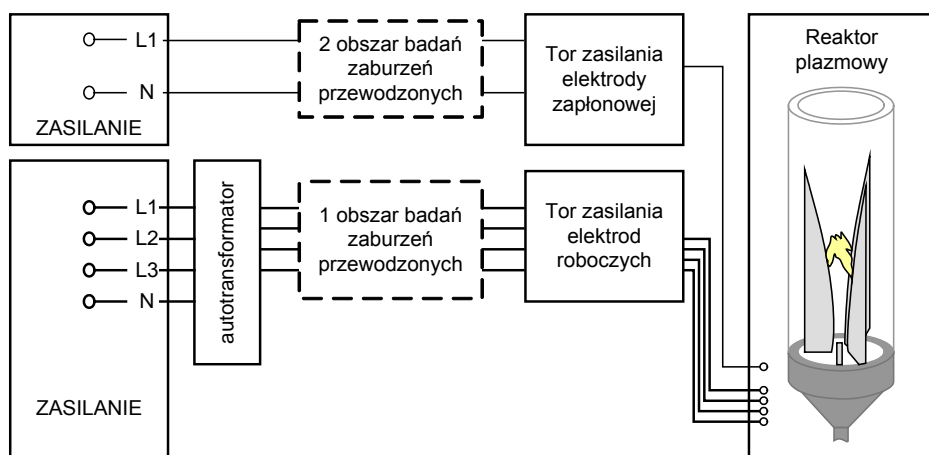 L1
N
ZASILANIE
2 obszar badań
zaburzeń
przewodzonych
Tor zasilania
elektrody
zapłonowej
Reaktor
plazmowy
L1
L2
L3
N
ZASILANIE
autotransformator
1 obszar badań
zaburzeń
przewodzonych
Tor zasilania
elektrod
roboczych